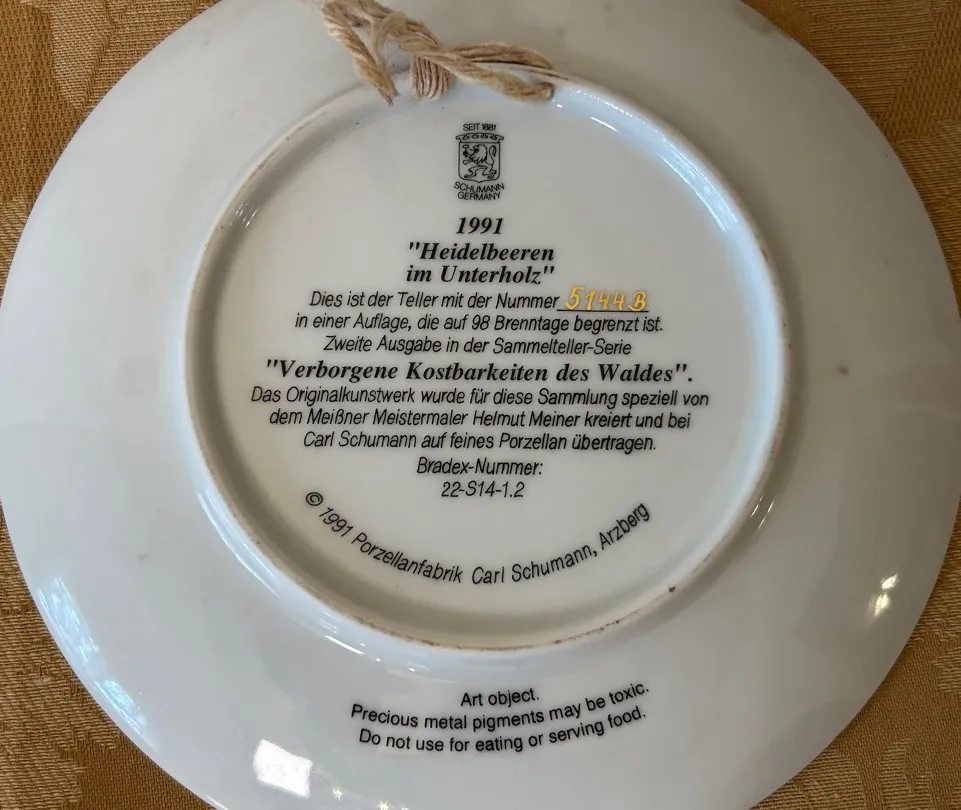 SEIT 1881
SCHUMANN
GERMANY
1991
"Heidelbeeren
im Unterholz"
Dies ist der Teller mit der Nummer 5144B
in einer Auflage, die auf 98 Brenntage begrenzt ist.
Zweite Ausgabe in der Sammelteller-Serie
"Verborgene Kostbarkeiten des Waldes".
Das Originalkunstwerk wurde für diese Sammlung speziell von
dem Meißner Meistermaler Helmut Meiner kreiert und bei
Carl Schumann auf feines Porzellan übertragen.
Bradex-Nummer:
22-S14-1.2
© 1991 Porzellanfabrik Carl Schumann, Arzberg
Art object.
Precious metal pigments may be toxic.
Do not use for eating or serving food.